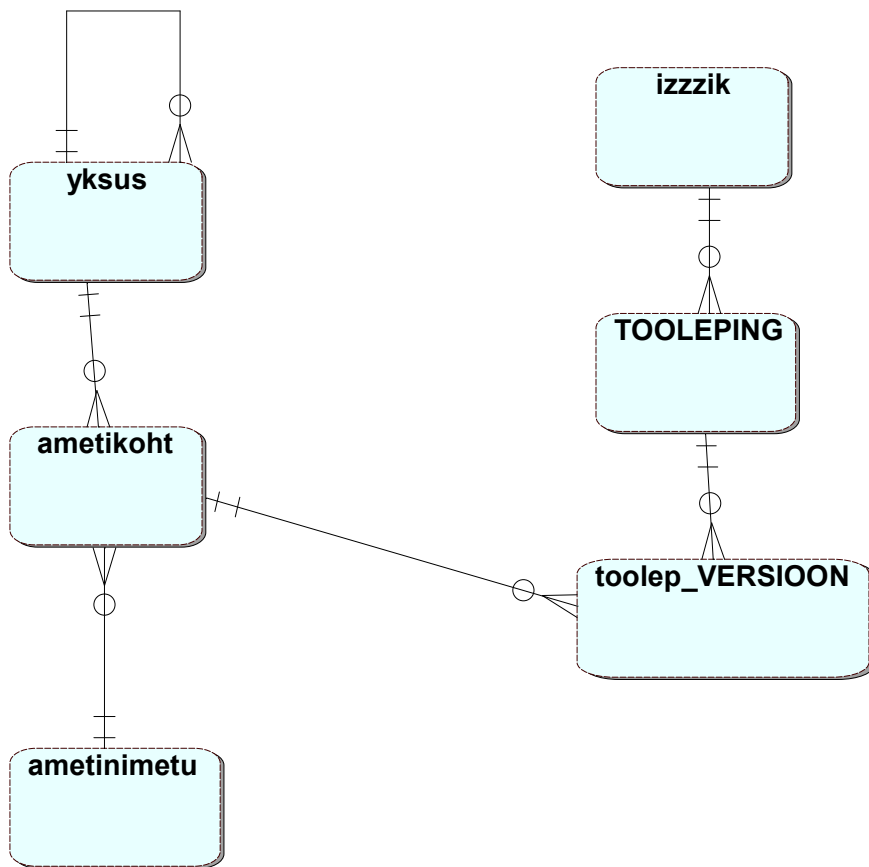 izzzik
yksus
TOOLEPING
ametikoht
toolep_VERSIOON
ametinimetu